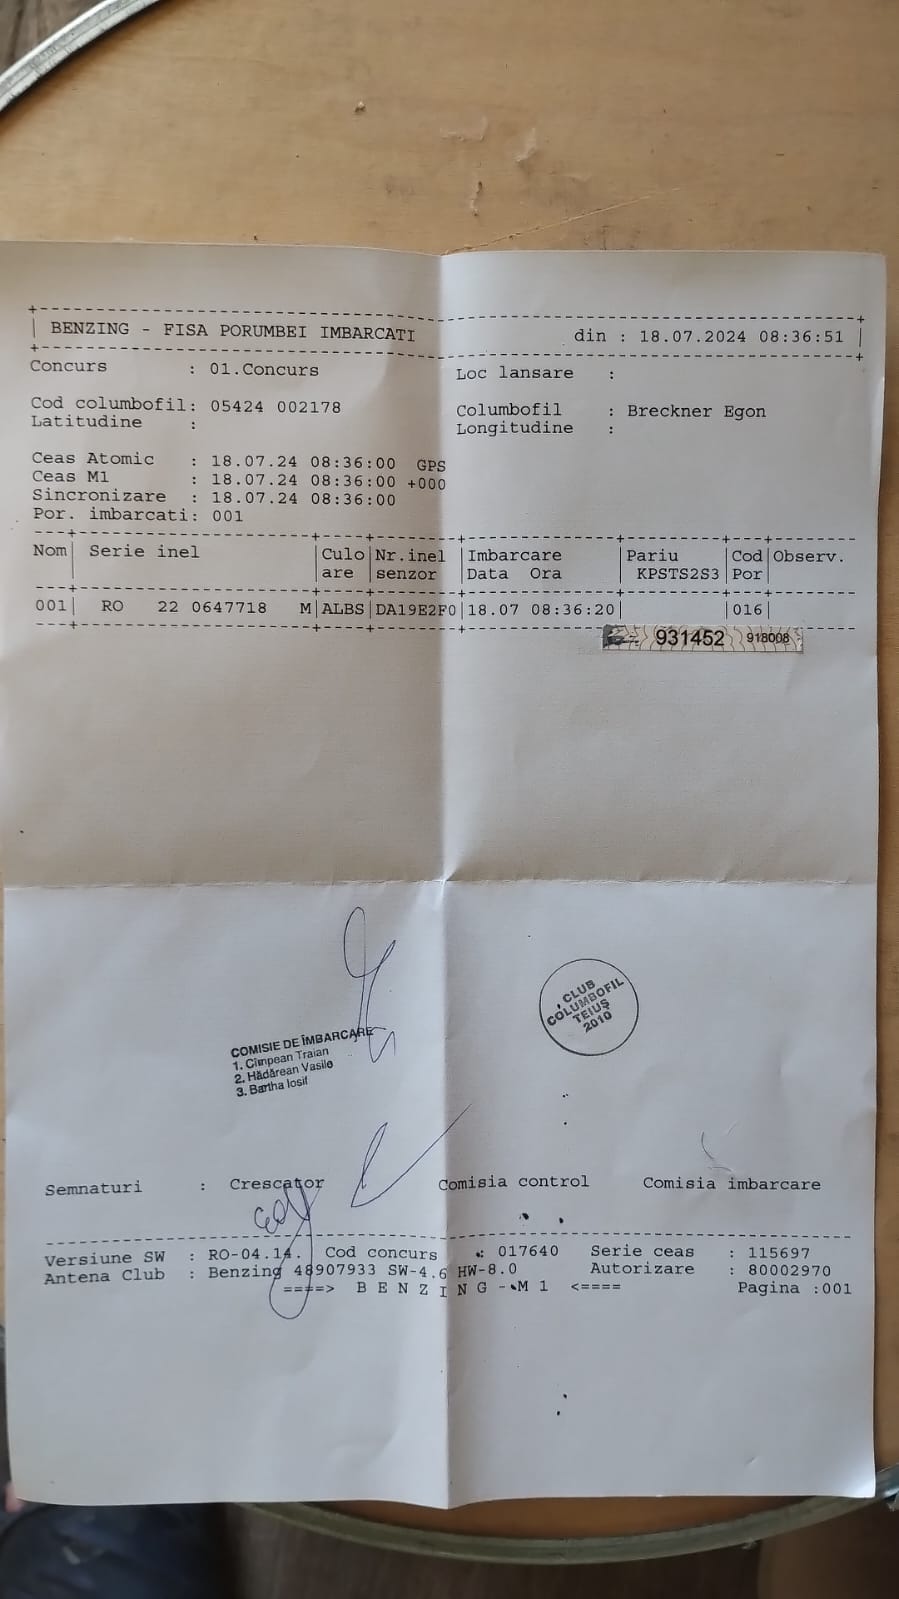 BENZING - FISA PORUMBEI IMBARCATI din : 18.07.2024 08:36:51
Concurs : 01.Concurs Loc lansare :
Cod columbofil: 05424 002178 Columbofil : Breckner Egon
Latitudine : Longitudine :
Ceas Atomic : 18.07.24 08:36:00 GPS
Ceas M1 : 18.07.24 08:36:00 +000
Sincronizare : 18.07.24 08:36:00
Por. imbarcati: 001
Nom| Serie inel |Culo|Nr.inel |Imbarcare |Pariu |Cod|Observ.
|are |senzor |Data Ora | KPSTS2S3|Por|
001| RO 22 0647718 M|ALBS|DA19E2F0|18.07 08:36:20| |016|
931452 918008
CLUB
COLUMBOFIL
TEIUȘ
2010
COMISIE DE ÎMBARCARE
1. Cîmpean Traian
2. Hădărean Vasile
3. Bartha Iosif
Semnaturi : Crescator Comisia control Comisia imbarcare
Versiune SW : RO-04.14. Cod concurs : 017640 Serie ceas : 115697
Antena Club : Benzing 48907933 SW-4.6 HW-8.0 Autorizare : 80002970
====> B E N Z I N G - M 1 <==== Pagina :001